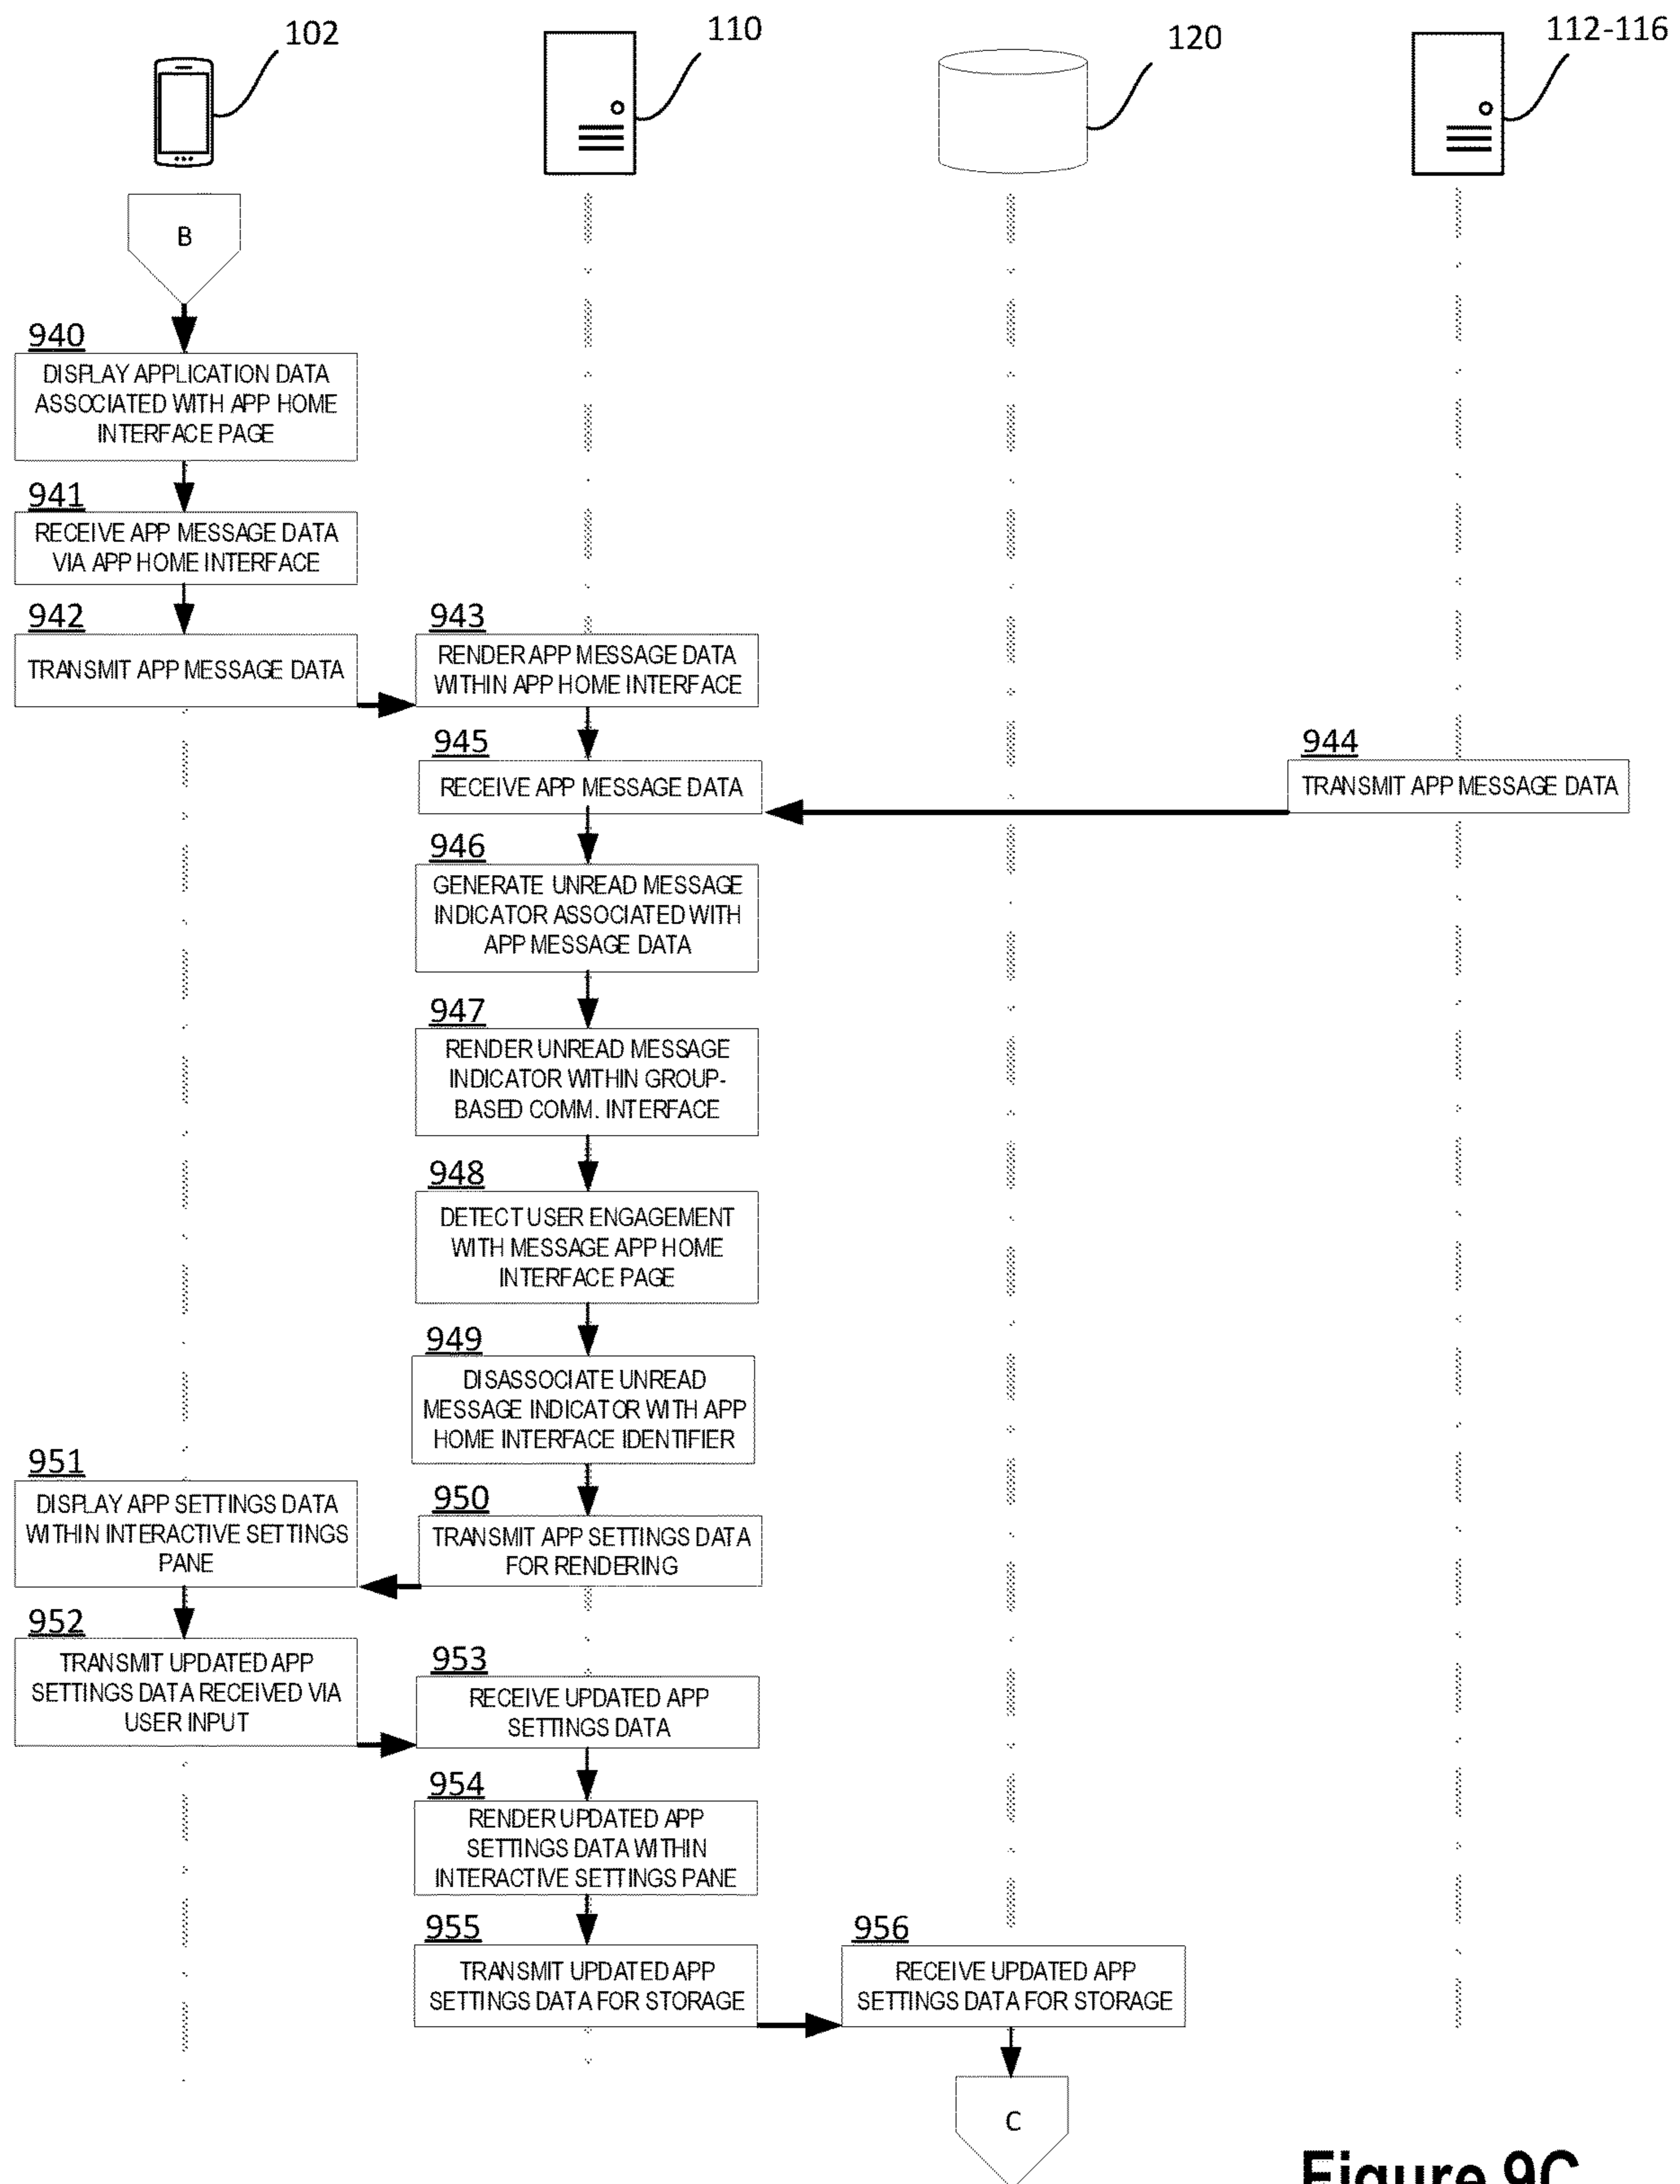 102
110
120
112-116
B
940
DISPLAY APPLICATION DATA
ASSOCIATED WITH APP HOME
INTERFACE PAGE
941
RECEIVE APP MESSAGE DATA
VIA APP HOME INTERFACE
942
TRANSMIT APP MESSAGE DATA
943
RENDER APP MESSAGE DATA
WITHIN APP HOME INTERFACE
944
TRANSMIT APP MESSAGE DATA
945
RECEIVE APP MESSAGE DATA
946
GENERATE UNREAD MESSAGE
INDICATOR ASSOCIATED WITH
APP MESSAGE DATA
947
RENDER UNREAD MESSAGE
INDICATOR WITHIN GROUP-
BASED COMM. INTERFACE
948
DETECT USER ENGAGEMENT
WITH MESSAGE APP HOME
INTERFACE PAGE
949
DISASSOCIATE UNREAD
MESSAGE INDICATOR WITH APP
HOME INTERFACE IDENTIFIER
950
TRANSMIT APP SETTINGS DATA
FOR RENDERING
951
DISPLAY APP SETTINGS DATA
WITHIN INTERACTIVE SETTINGS
PANE
952
TRANSMIT UPDATED APP
SETTINGS DATA RECEIVED VIA
USER INPUT
953
RECEIVE UPDATED APP
SETTINGS DATA
954
RENDER UPDATED APP
SETTINGS DATA WITHIN
INTERACTIVE SETTINGS PANE
955
TRANSMIT UPDATED APP
SETTINGS DATA FOR STORAGE
956
RECEIVE UPDATED APP
SETTINGS DATA FOR STORAGE
C
Figure 9C